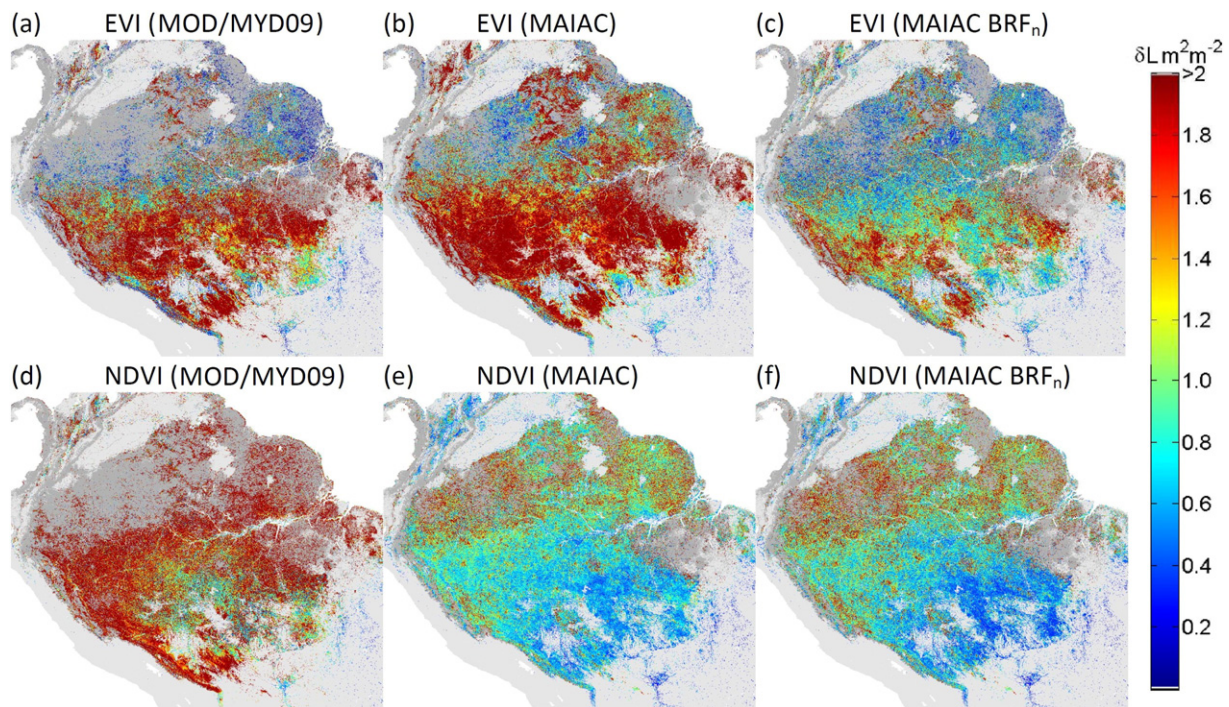 (a) EVI (MOD/MYD09)
(b) EVI (MAIAC)
(c) EVI (MAIAC BRFₙ)
δL m²m⁻²
>2
1.8
1.6
1.4
1.2
1.0
0.8
0.6
0.4
0.2
(d) NDVI (MOD/MYD09)
(e) NDVI (MAIAC)
(f) NDVI (MAIAC BRFₙ)